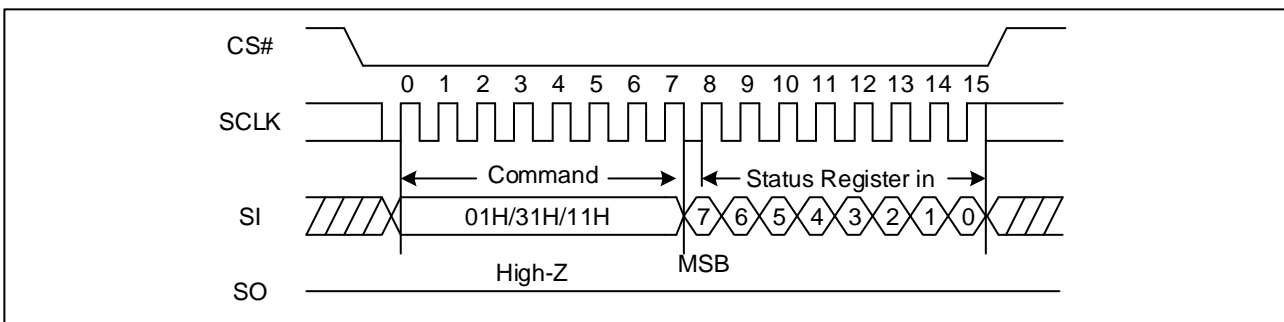 CS#
0 1 2 3 4 5 6 7 8 9 10 11 12 13 14 15
SCLK
Command Status Register in
SI 01H/31H/11H 7 6 5 4 3 2 1 0
High-Z MSB
SO